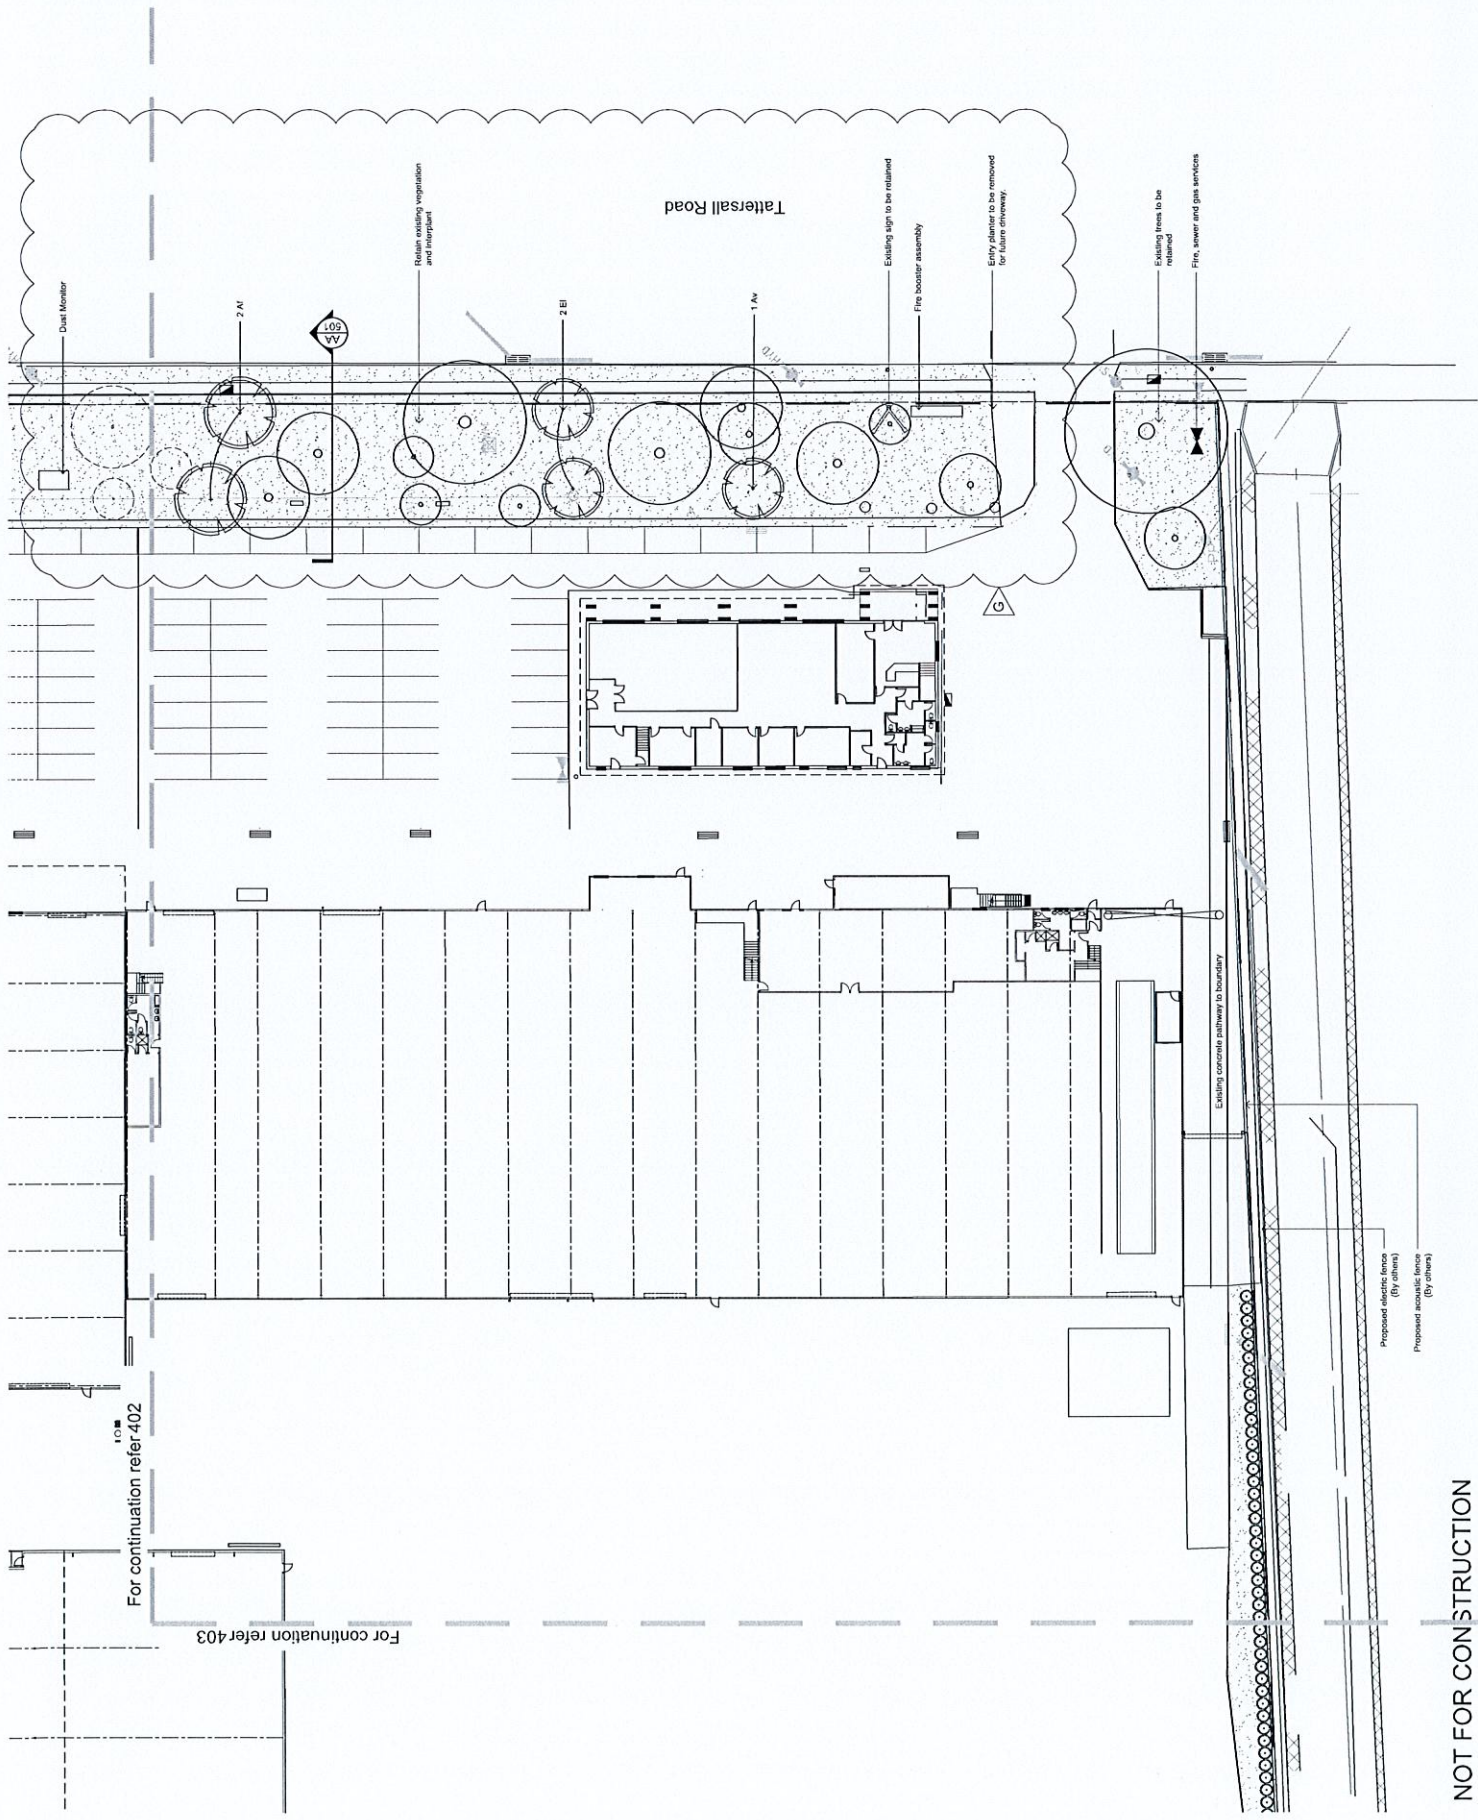 Dust Monitor
2 Af
AA
501
Retain existing vegetation
and interplant
2 El
1 Av
Tattersall Road
Existing sign to be retained
Fire booster assembly
Entry planter to be removed
for future driveway.
Existing trees to be
retained
Fire, sewer and gas services
HYD
G
Existing concrete pathway to boundary
Proposed electric fence
(By others)
Proposed acoustic fence
(By others)
For continuation refer 402
For continuation refer 403
NOT FOR CONSTRUCTION